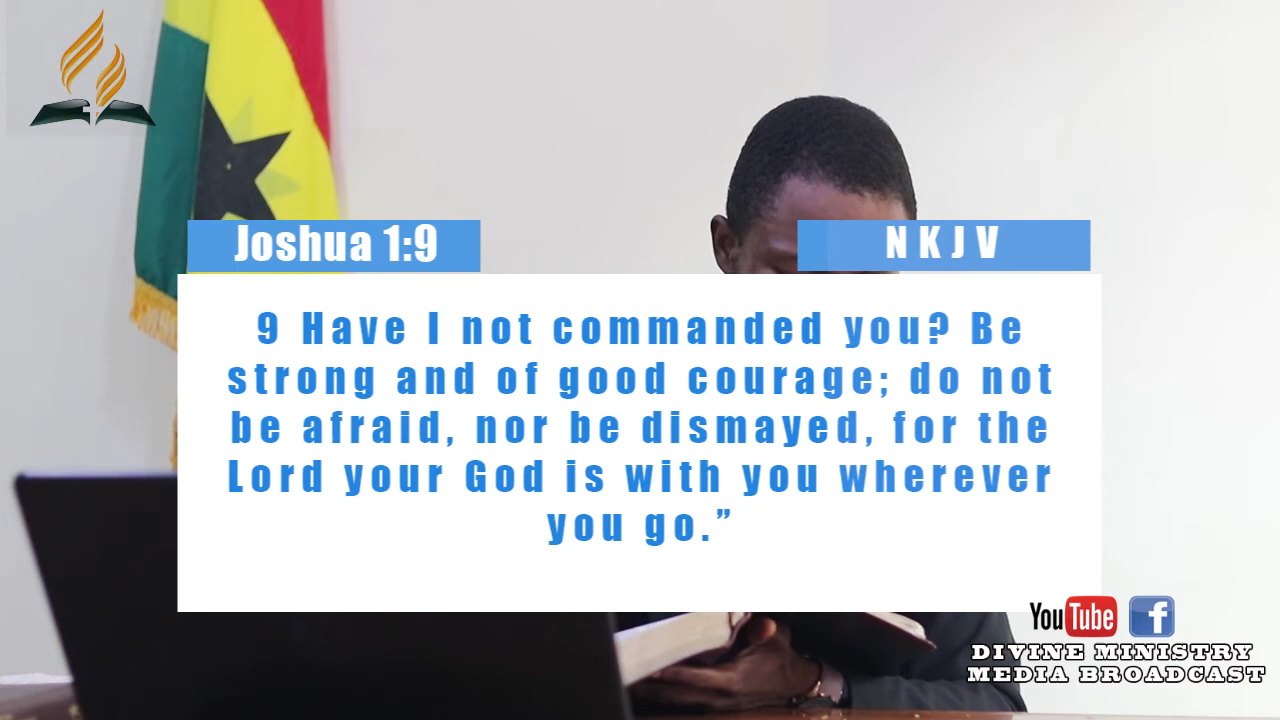 Joshua 1:9
NKJV
9 Have I not commanded you? Be
strong and of good courage; do not
be afraid, nor be dismayed, for the
Lord your God is with you wherever
you go.”
YouTube f
DIVINE MINISTRY
MEDIA BROADCAST